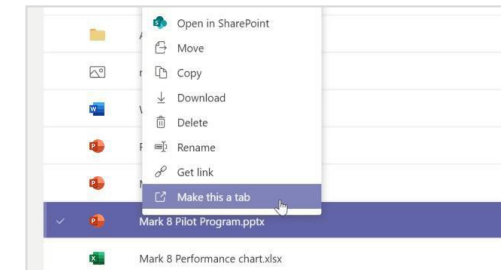 Open in SharePoint
Move
Copy
Download
Delete
Rename
Get link
Make this a tab
Mark 8 Pilot Program.pptx
Mark 8 Performance chart.xlsx